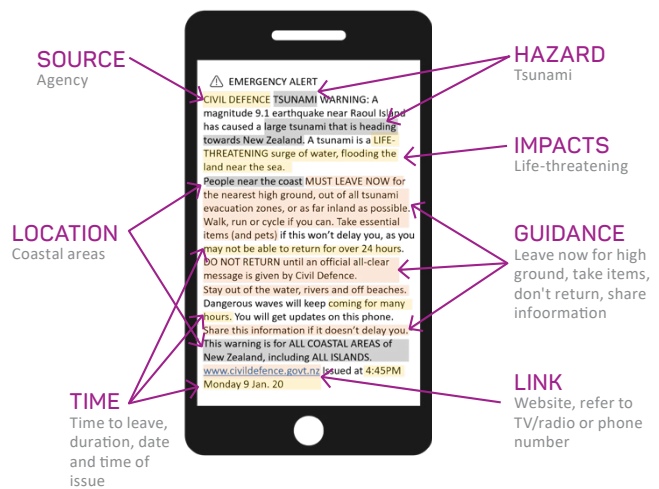 SOURCE
Agency
HAZARD
Tsunami
IMPACTS
Life-threatening
LOCATION
Coastal areas
GUIDANCE
Leave now for high
ground, take items,
don't return, share
infoormation
TIME
Time to leave,
duration, date
and time of
issue
LINK
Website, refer to
TV/radio or phone
number
EMERGENCY ALERT
CIVIL DEFENCE TSUNAMI WARNING: A
magnitude 9.1 earthquake near Raoul Island
has caused a large tsunami that is heading
towards New Zealand. A tsunami is a LIFE-
THREATENING surge of water, flooding the
land near the sea.
People near the coast MUST LEAVE NOW for
the nearest high ground, out of all tsunami
evacuation zones, or as far inland as possible.
Walk, run or cycle if you can. Take essential
items (and pets) if this won't delay you, as you
may not be able to return for over 24 hours.
DO NOT RETURN until an official all-clear
message is given by Civil Defence.
Stay out of the water, rivers and off beaches.
Dangerous waves will keep coming for many
hours. You will get updates on this phone.
Share this information if it doesn't delay you.
This warning is for ALL COASTAL AREAS of
New Zealand, including ALL ISLANDS.
www.civildefence.govt.nz Issued at 4:45PM
Monday 9 Jan. 20